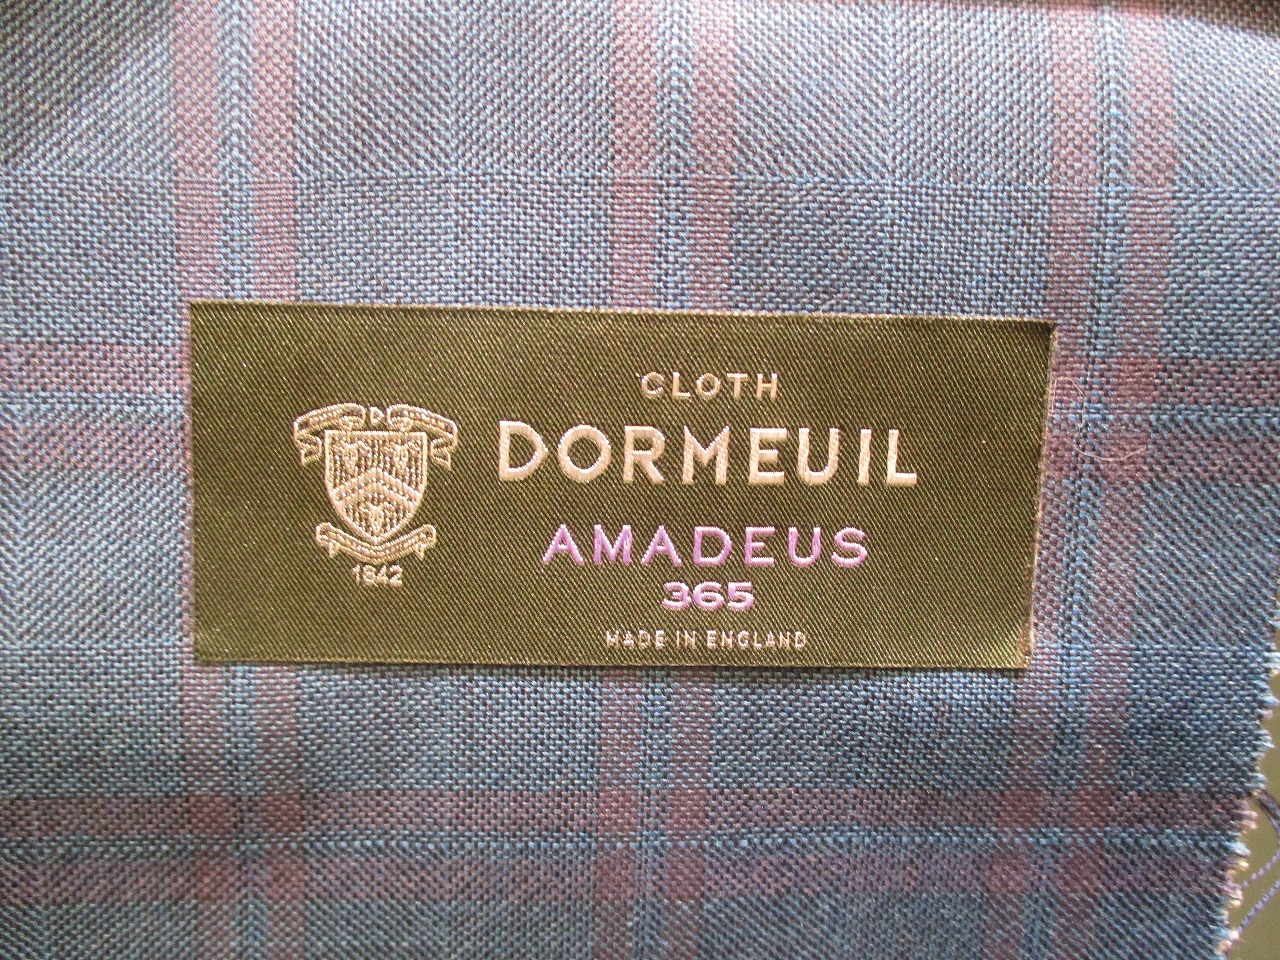 CLOTH
DORMEUIL
AMADEUS
365
MADE IN ENGLAND
D
1842